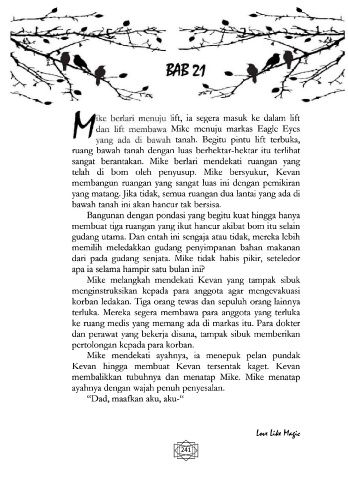 BAB 21
Mike berlari menuju lift, ia segera masuk ke dalam lift
dan lift membawa Mike menuju markas Eagle Eyes
yang ada di bawah tanah. Begitu pintu lift terbuka,
ruang bawah tanah dengan luas berhektar-hektar itu terlihat
sangat berantakan. Mike berlari mendekati ruangan yang
telah di bom oleh penyusup. Mike bersyukur, Kevan
membangun ruangan yang sangat luas ini dengan pemikiran
yang matang. Jika tidak, semua ruangan dua lantai yang ada di
bawah tanah ini akan hancur tak bersisa.
Bangunan dengan pondasi yang begitu kuat hingga hanya
membuat tiga ruangan yang ikut hancur akibat bom itu selain
gudang utama. Dan entah ini sengaja atau tidak, mereka lebih
memilih meledakkan gudang penyimpanan bahan makanan
dari pada gudang senjata. Mike tidak habis pikir, seteledor
apa ia selama hampir satu bulan ini?
Mike melangkah mendekati Kevan yang tampak sibuk
menginstruksikan kepada para anggota agar mengevakuasi
korban ledakan. Tiga orang tewas dan sepuluh orang lainnya
terluka. Mereka segera membawa para anggota yang terluka
ke ruang medis yang memang ada di markas itu. Para dokter
dan perawat yang bekerja disana, tampak sibuk memberikan
pertolongan kepada para korban.
Mike mendekati ayahnya, ia menepuk pelan pundak
Kevan hingga membuat Kevan tersentak kaget. Kevan
membalikkan tubuhnya dan menatap Mike. Mike menatap
ayahnya dengan wajah penuh penyesalan.
"Dad, maafkan aku, aku-"
Love Like Magic
241